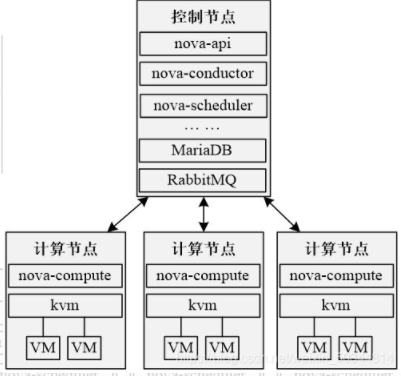 控制节点
nova-api
nova-conductor
nova-scheduler
… …
MariaDB
RabbitMQ
计算节点
nova-compute
kvm
VM VM
计算节点
nova-compute
kvm
VM VM
计算节点
nova-compute
kvm
VM VM